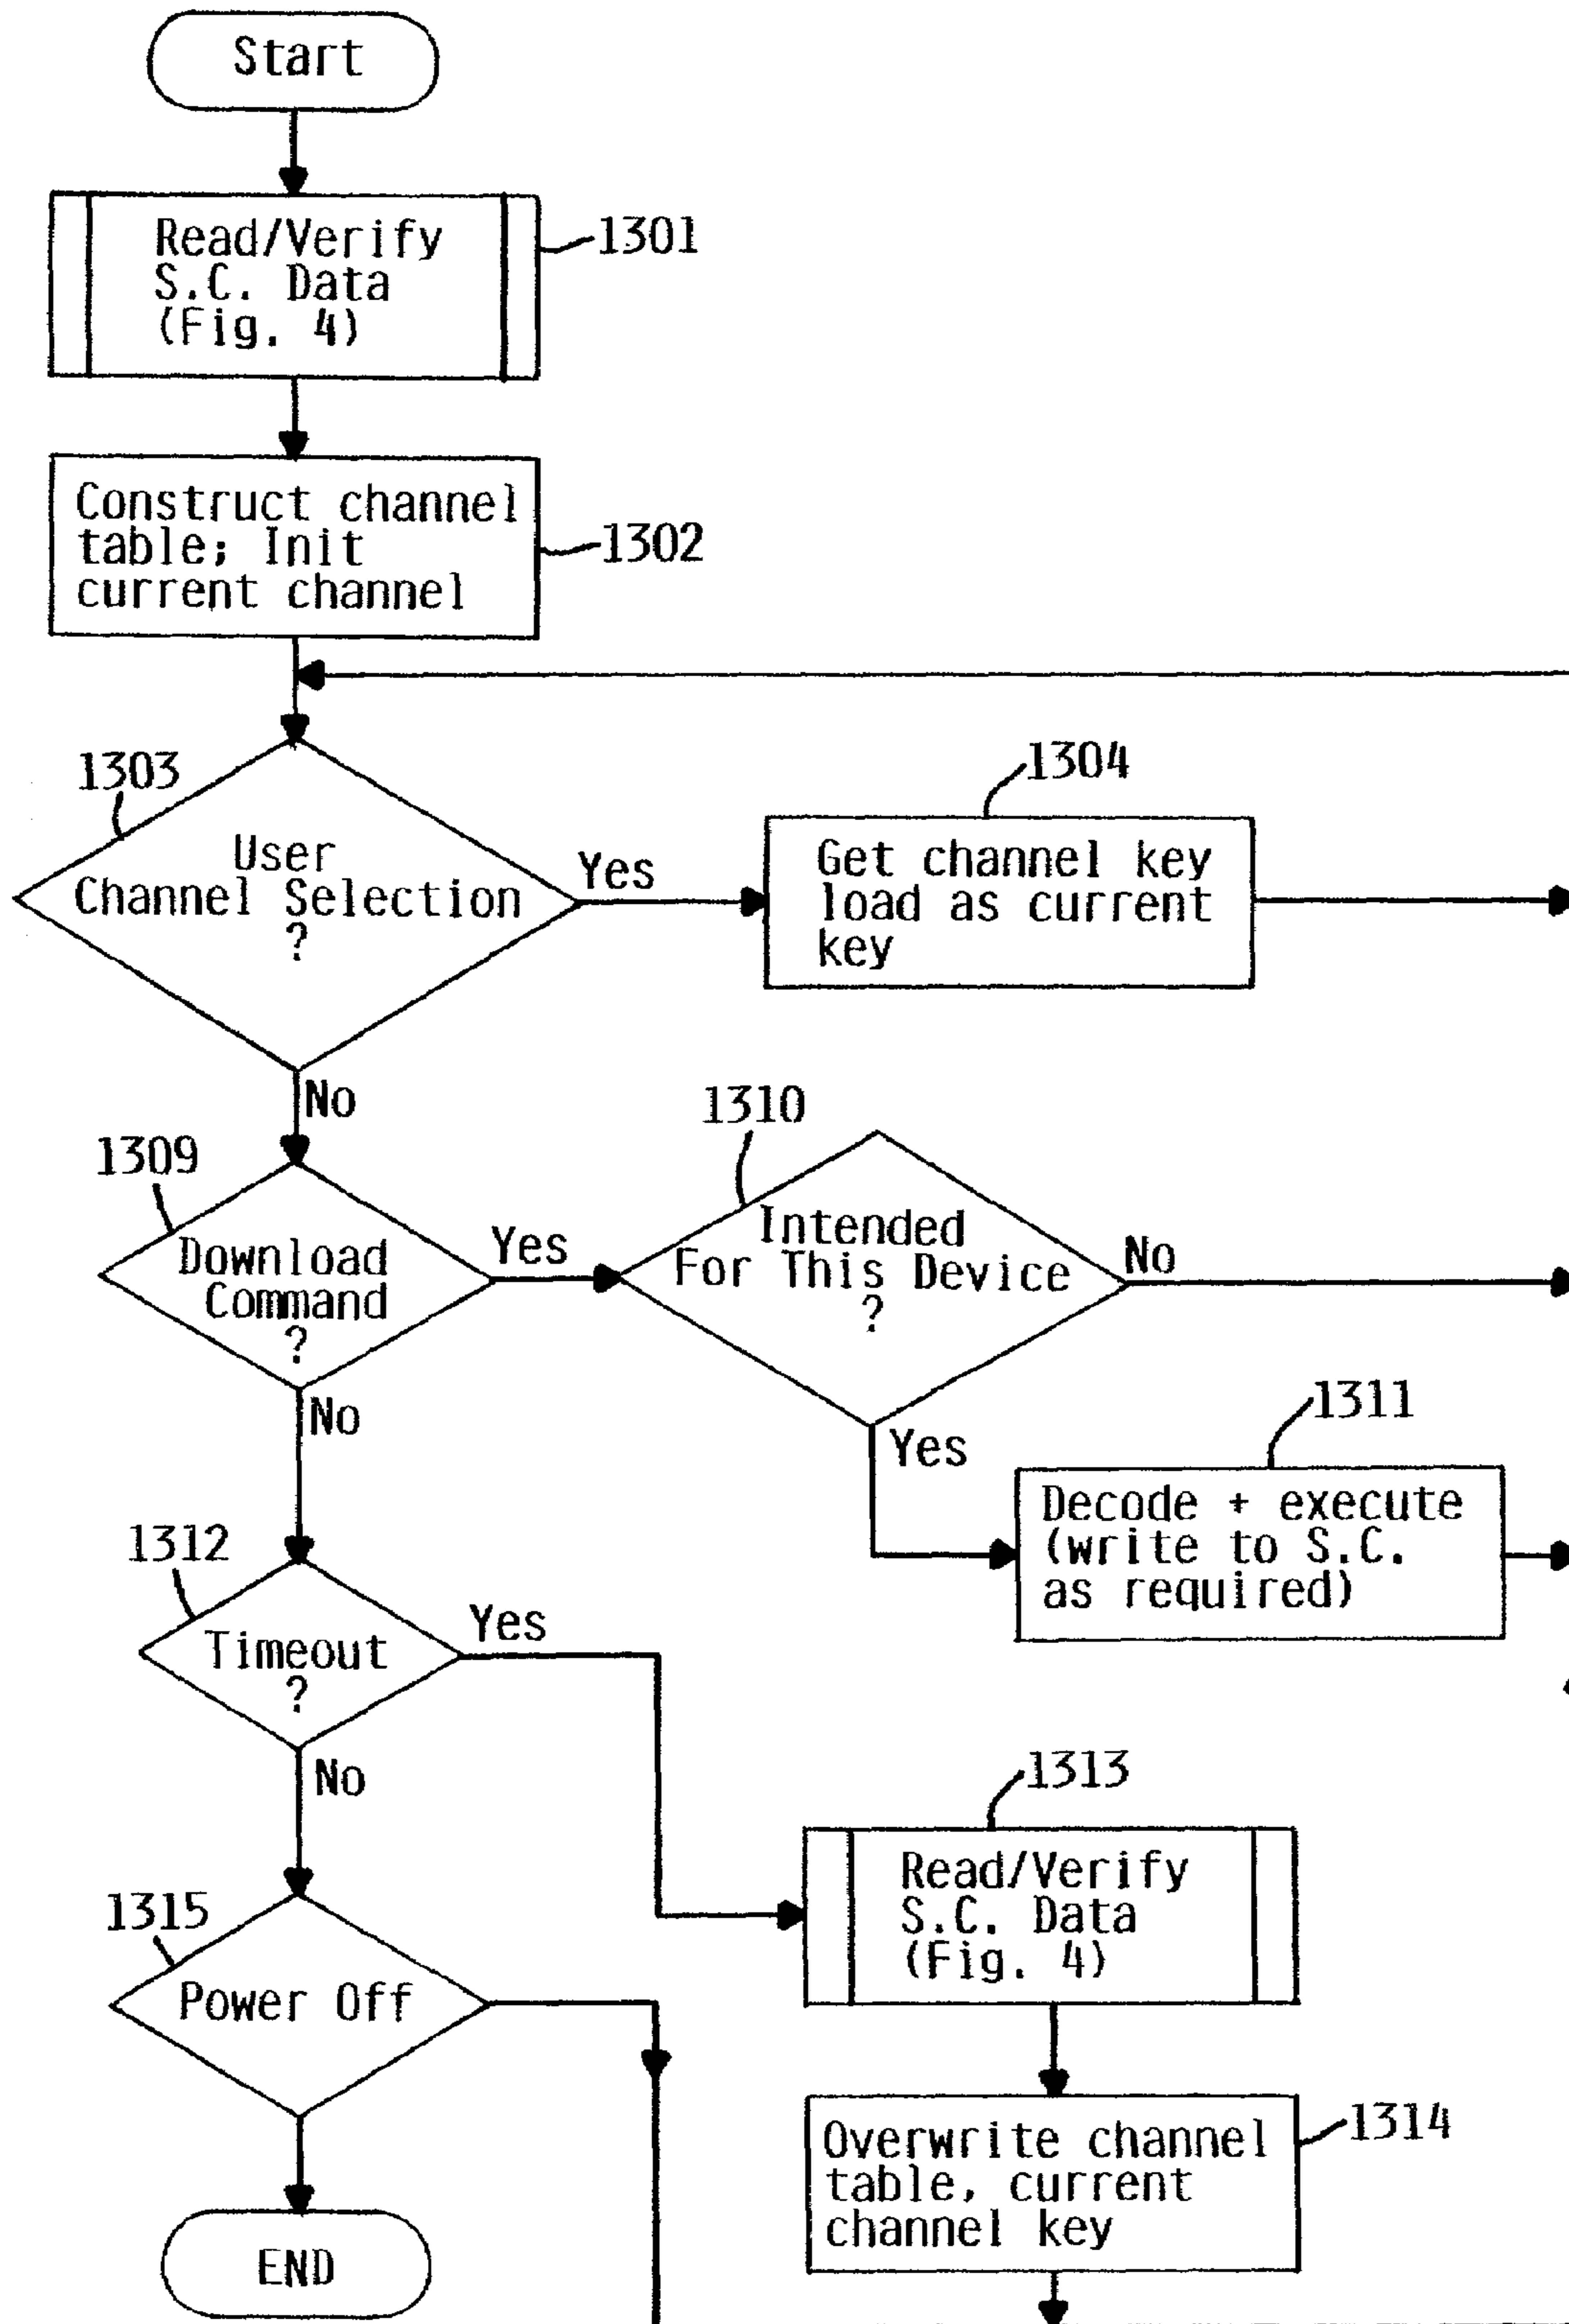 Start
Read/Verify
S.C. Data
(Fig. 4)
1301
Construct channel
table; Init
current channel
1302
1303
User
Channel Selection
?
Yes
1304
Get channel key
load as current
key
No
1309
Download
Command
?
Yes
1310
Intended
For This Device
?
No
Yes
1311
Decode + execute
(write to S.C.
as required)
No
1312
Timeout
?
Yes
No
1313
Read/Verify
S.C. Data
(Fig. 4)
1315
Power Off
1314
Overwrite channel
table, current
channel key
END